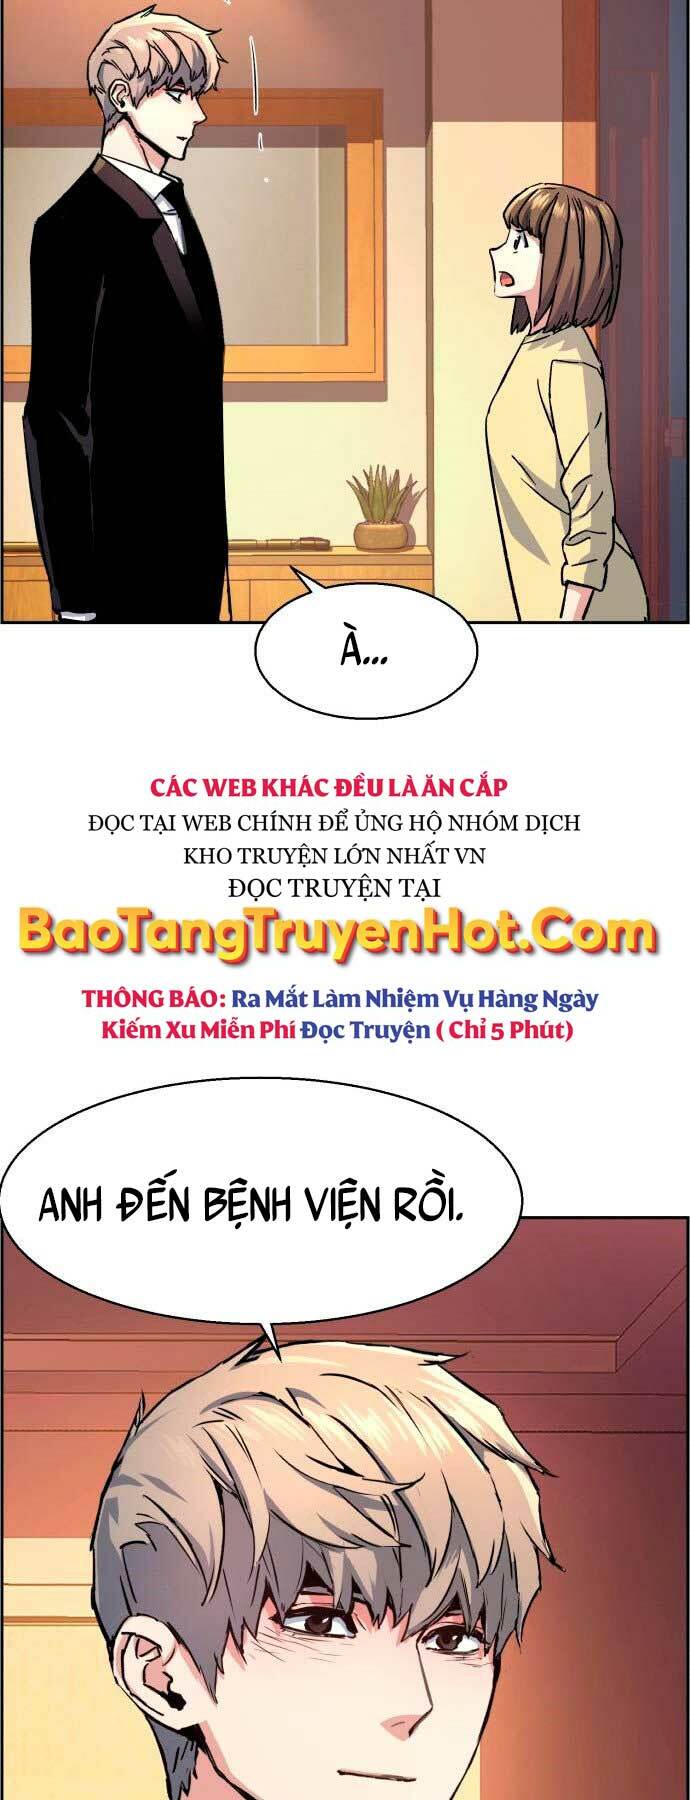 À...
CÁC WEB KHÁC ĐỀU LÀ ĂN CẮP
ĐỌC TẠI WEB CHÍNH ĐỂ ỦNG HỘ NHÓM DỊCH
KHO TRUYỆN LỚN NHẤT VN
ĐỌC TRUYỆN TẠI
BaoTangTruyenHot.Com
THÔNG BÁO: Ra Mắt Làm Nhiệm Vụ Hàng Ngày
Kiếm Xu Miễn Phí Đọc Truyện ( Chỉ 5 Phút)
ANH ĐẾN BỆNH VIỆN RỒI.